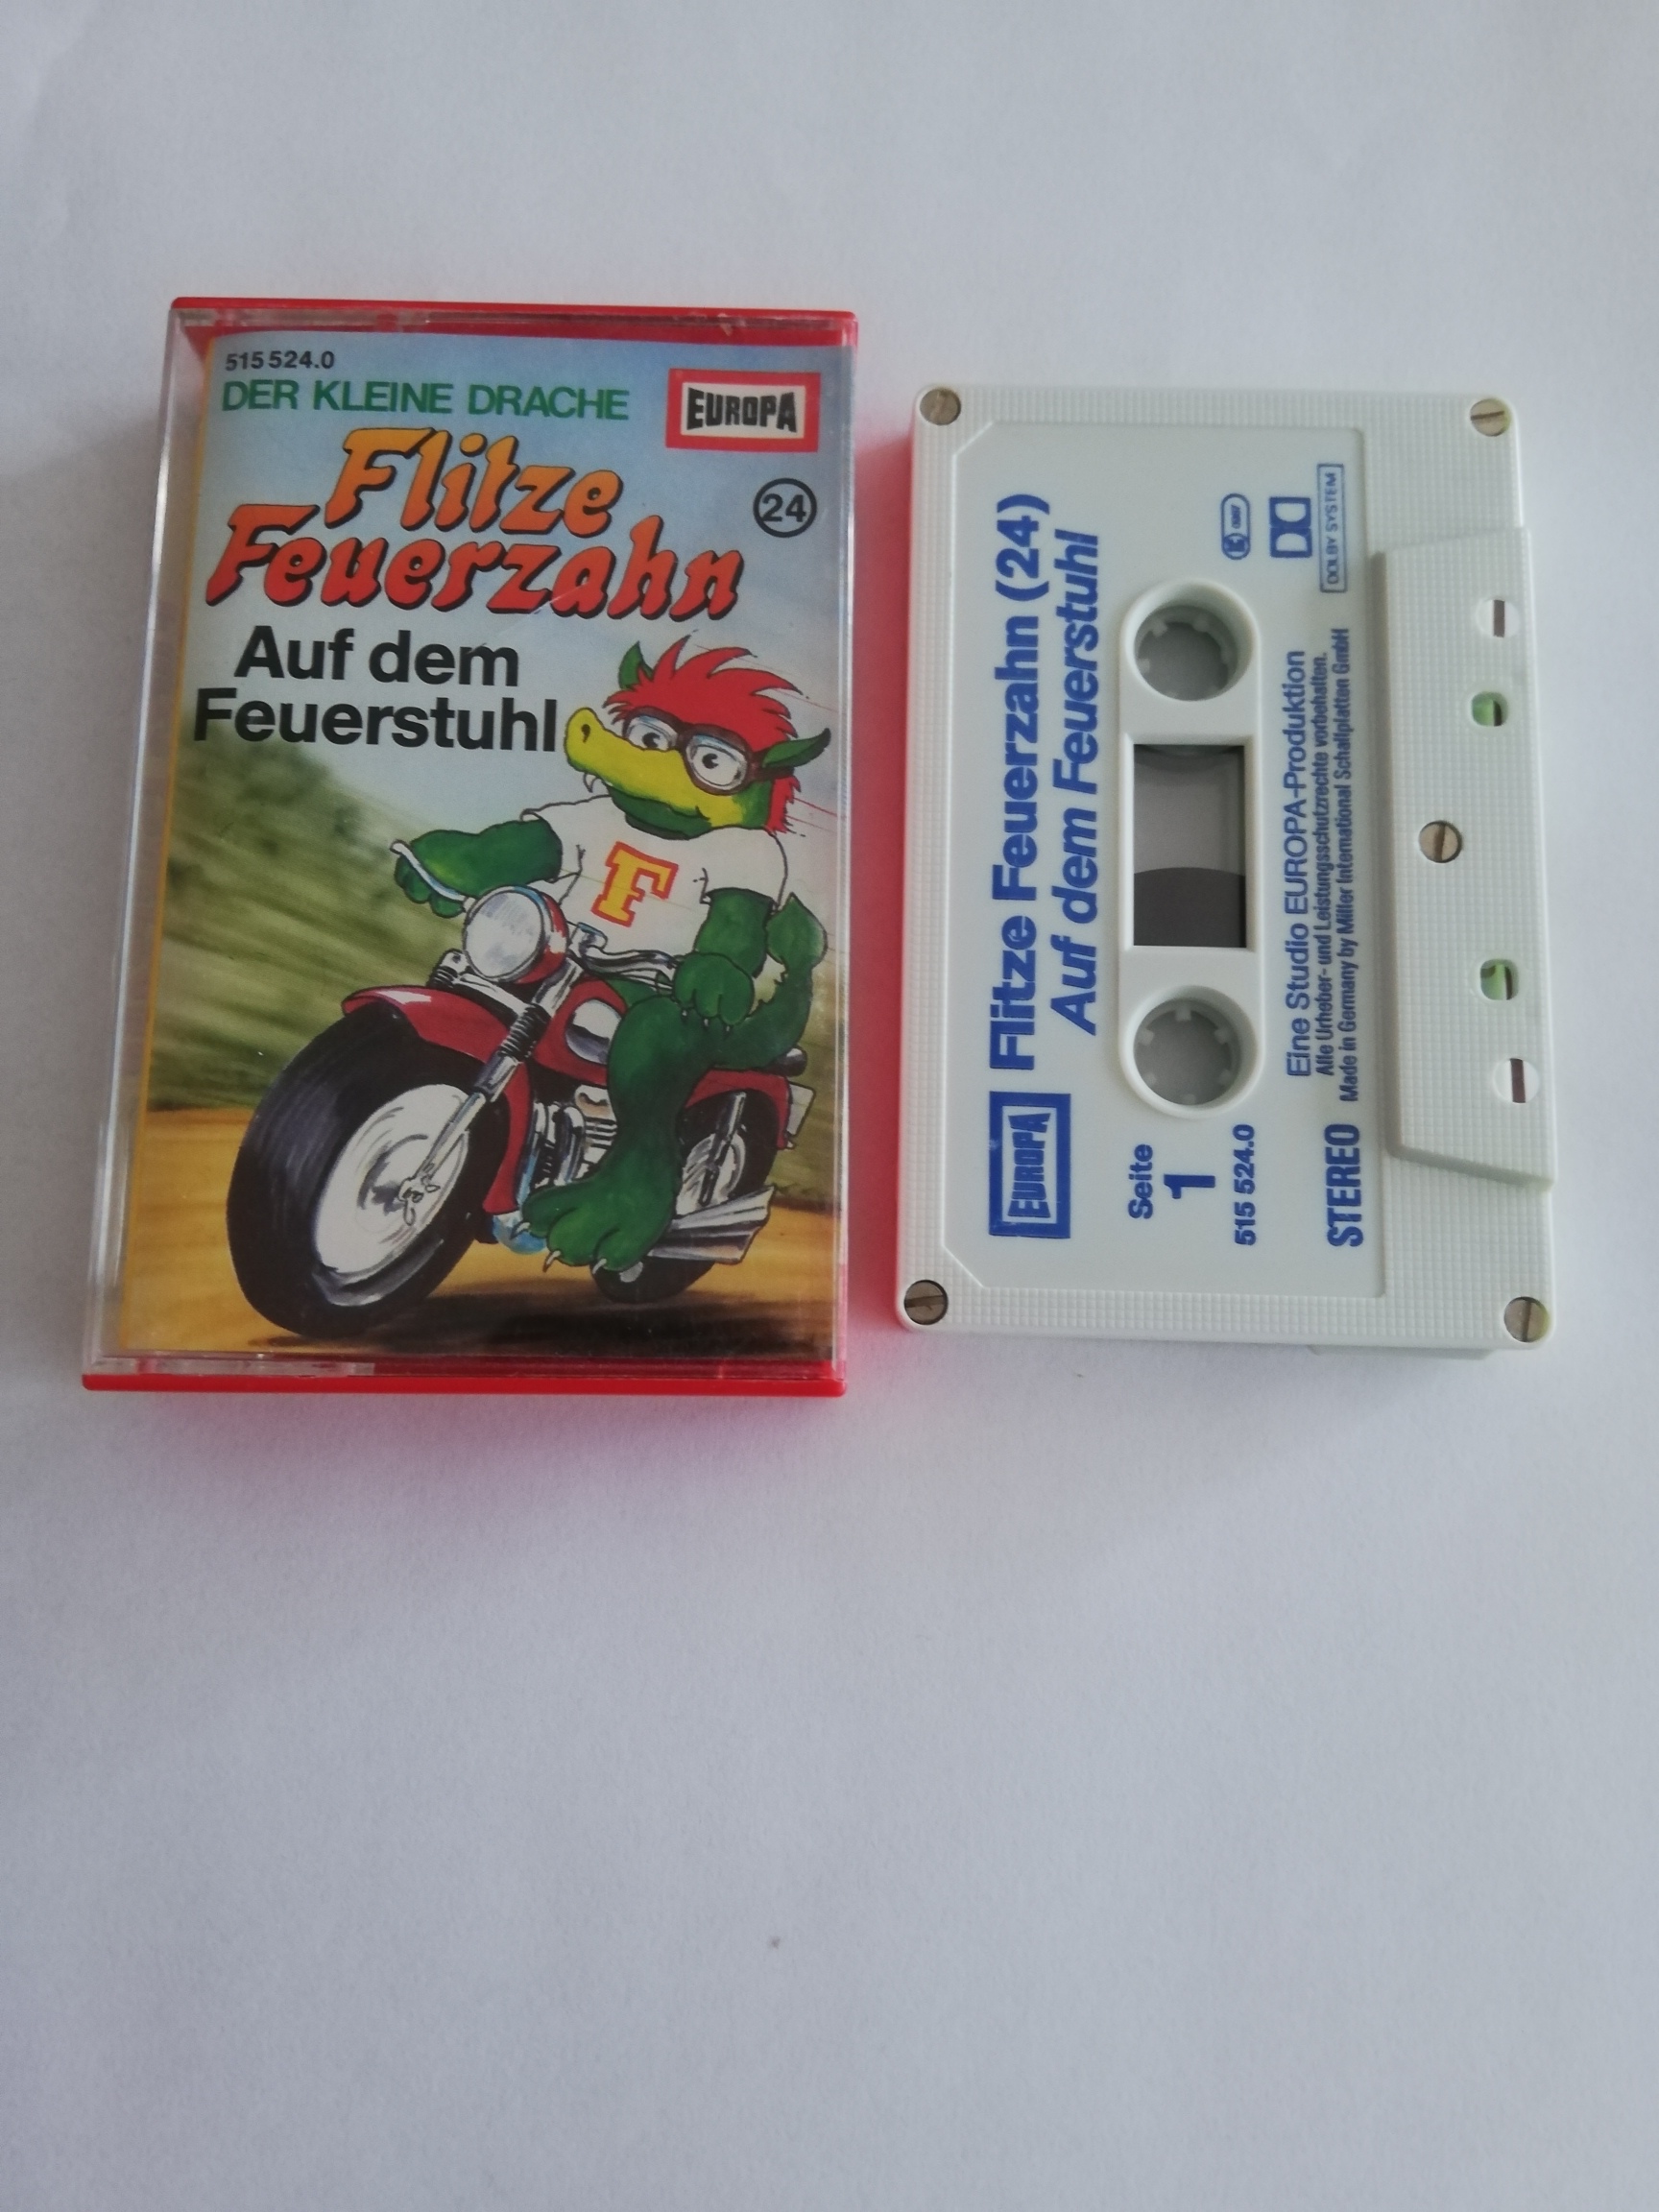 515 524.0
DER KLEINE DRACHE
EUROPA
Flitze
Feuerzahn
24
Auf dem
Feuerstuhl
F
EUROPA
Flitze Feuerzahn (24)
Auf dem Feuerstuhl
Seite
1
515 524.0
Eine Studio EUROPA-Produktion
Alle Urheber- und Leistungsschutzrechte vorbehalten.
STEREO
Made in Germany by Miller International Schallplatten GmbH
DOLBY SYSTEM